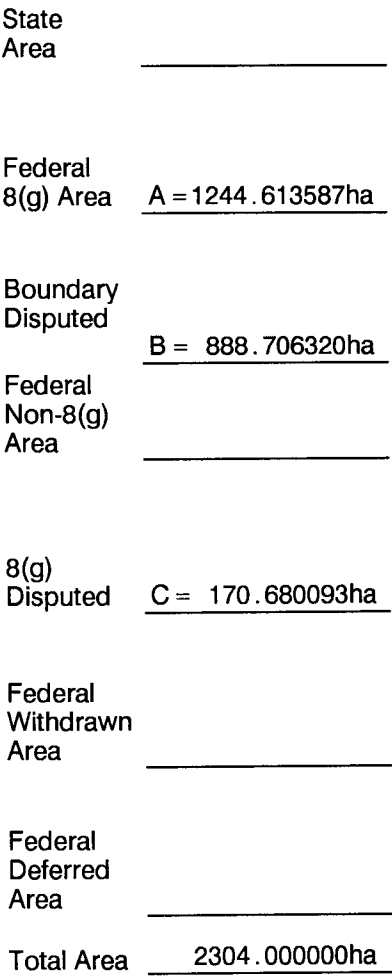 State
Area
Federal
8(g) Area A = 1244.613587ha
Boundary
Disputed
B = 888.706320ha
Federal
Non-8(g)
Area
8(g)
Disputed C = 170.680093ha
Federal
Withdrawn
Area
Federal
Deferred
Area
Total Area 2304.000000ha